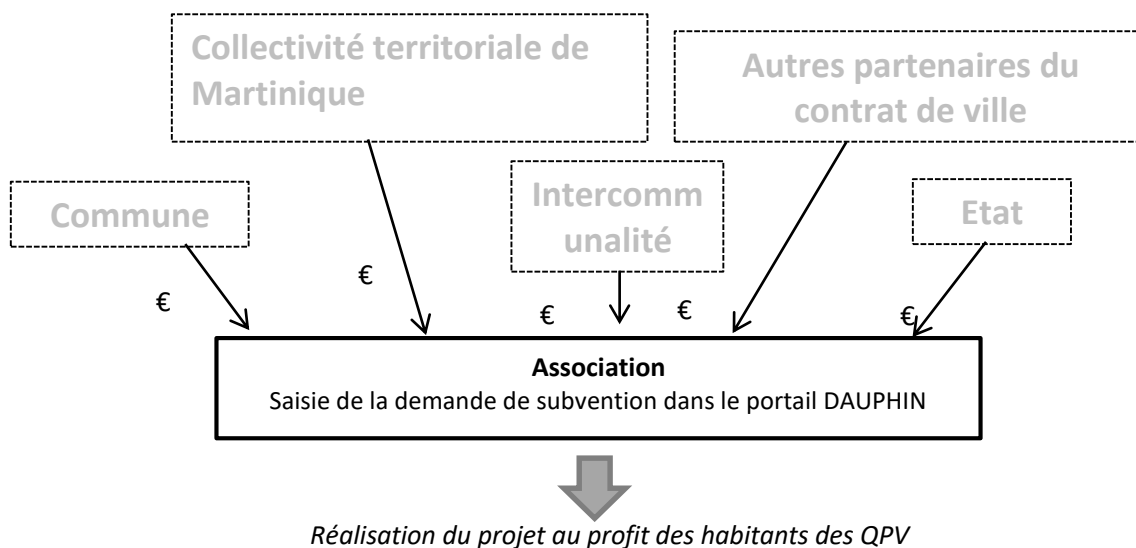 Collectivité territoriale de
Martinique
Autres partenaires du
contrat de ville
Commune
Intercomm
unalité
Etat
€
€
€
€
€
Association
Saisie de la demande de subvention dans le portail DAUPHIN
Réalisation du projet au profit des habitants des QPV